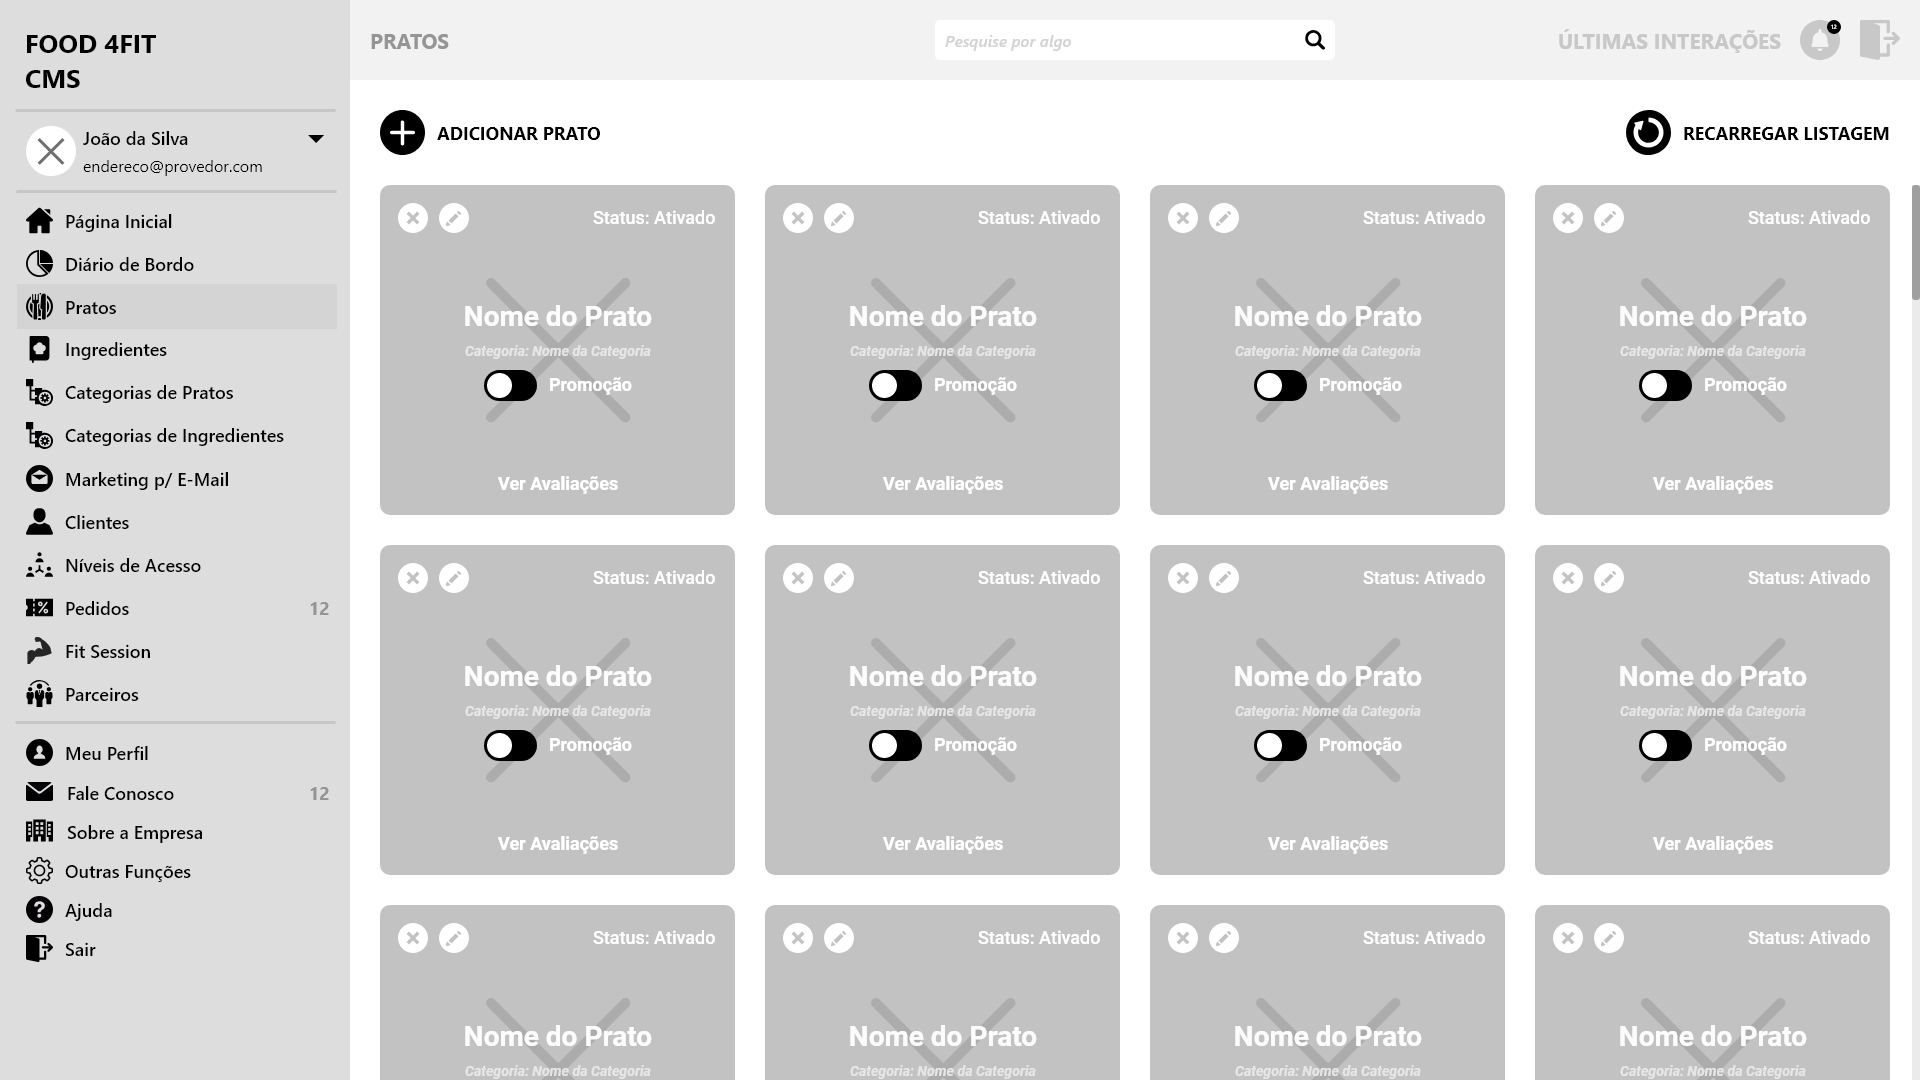 FOOD 4FIT
CMS
João da Silva
endereco@provedor.com
Página Inicial
Diário de Bordo
Pratos
Ingredientes
Categorias de Pratos
Categorias de Ingredientes
Marketing p/ E-Mail
Clientes
Níveis de Acesso
Pedidos 12
Fit Session
Parceiros
Meu Perfil
Fale Conosco 12
Sobre a Empresa
Outras Funções
Ajuda
Sair
PRATOS
Pesquise por algo
ÚLTIMAS INTERAÇÕES
12
ADICIONAR PRATO
RECARREGAR LISTAGEM
Status: Ativado
Nome do Prato
Categoria: Nome da Categoria
Promoção
Ver Avaliações
Status: Ativado
Nome do Prato
Categoria: Nome da Categoria
Promoção
Ver Avaliações
Status: Ativado
Nome do Prato
Categoria: Nome da Categoria
Promoção
Ver Avaliações
Status: Ativado
Nome do Prato
Categoria: Nome da Categoria
Promoção
Ver Avaliações
Status: Ativado
Nome do Prato
Categoria: Nome da Categoria
Promoção
Ver Avaliações
Status: Ativado
Nome do Prato
Categoria: Nome da Categoria
Promoção
Ver Avaliações
Status: Ativado
Nome do Prato
Categoria: Nome da Categoria
Promoção
Ver Avaliações
Status: Ativado
Nome do Prato
Categoria: Nome da Categoria
Promoção
Ver Avaliações
Status: Ativado
Nome do Prato
Categoria: Nome da Categoria
Status: Ativado
Nome do Prato
Categoria: Nome da Categoria
Status: Ativado
Nome do Prato
Categoria: Nome da Categoria
Status: Ativado
Nome do Prato
Categoria: Nome da Categoria